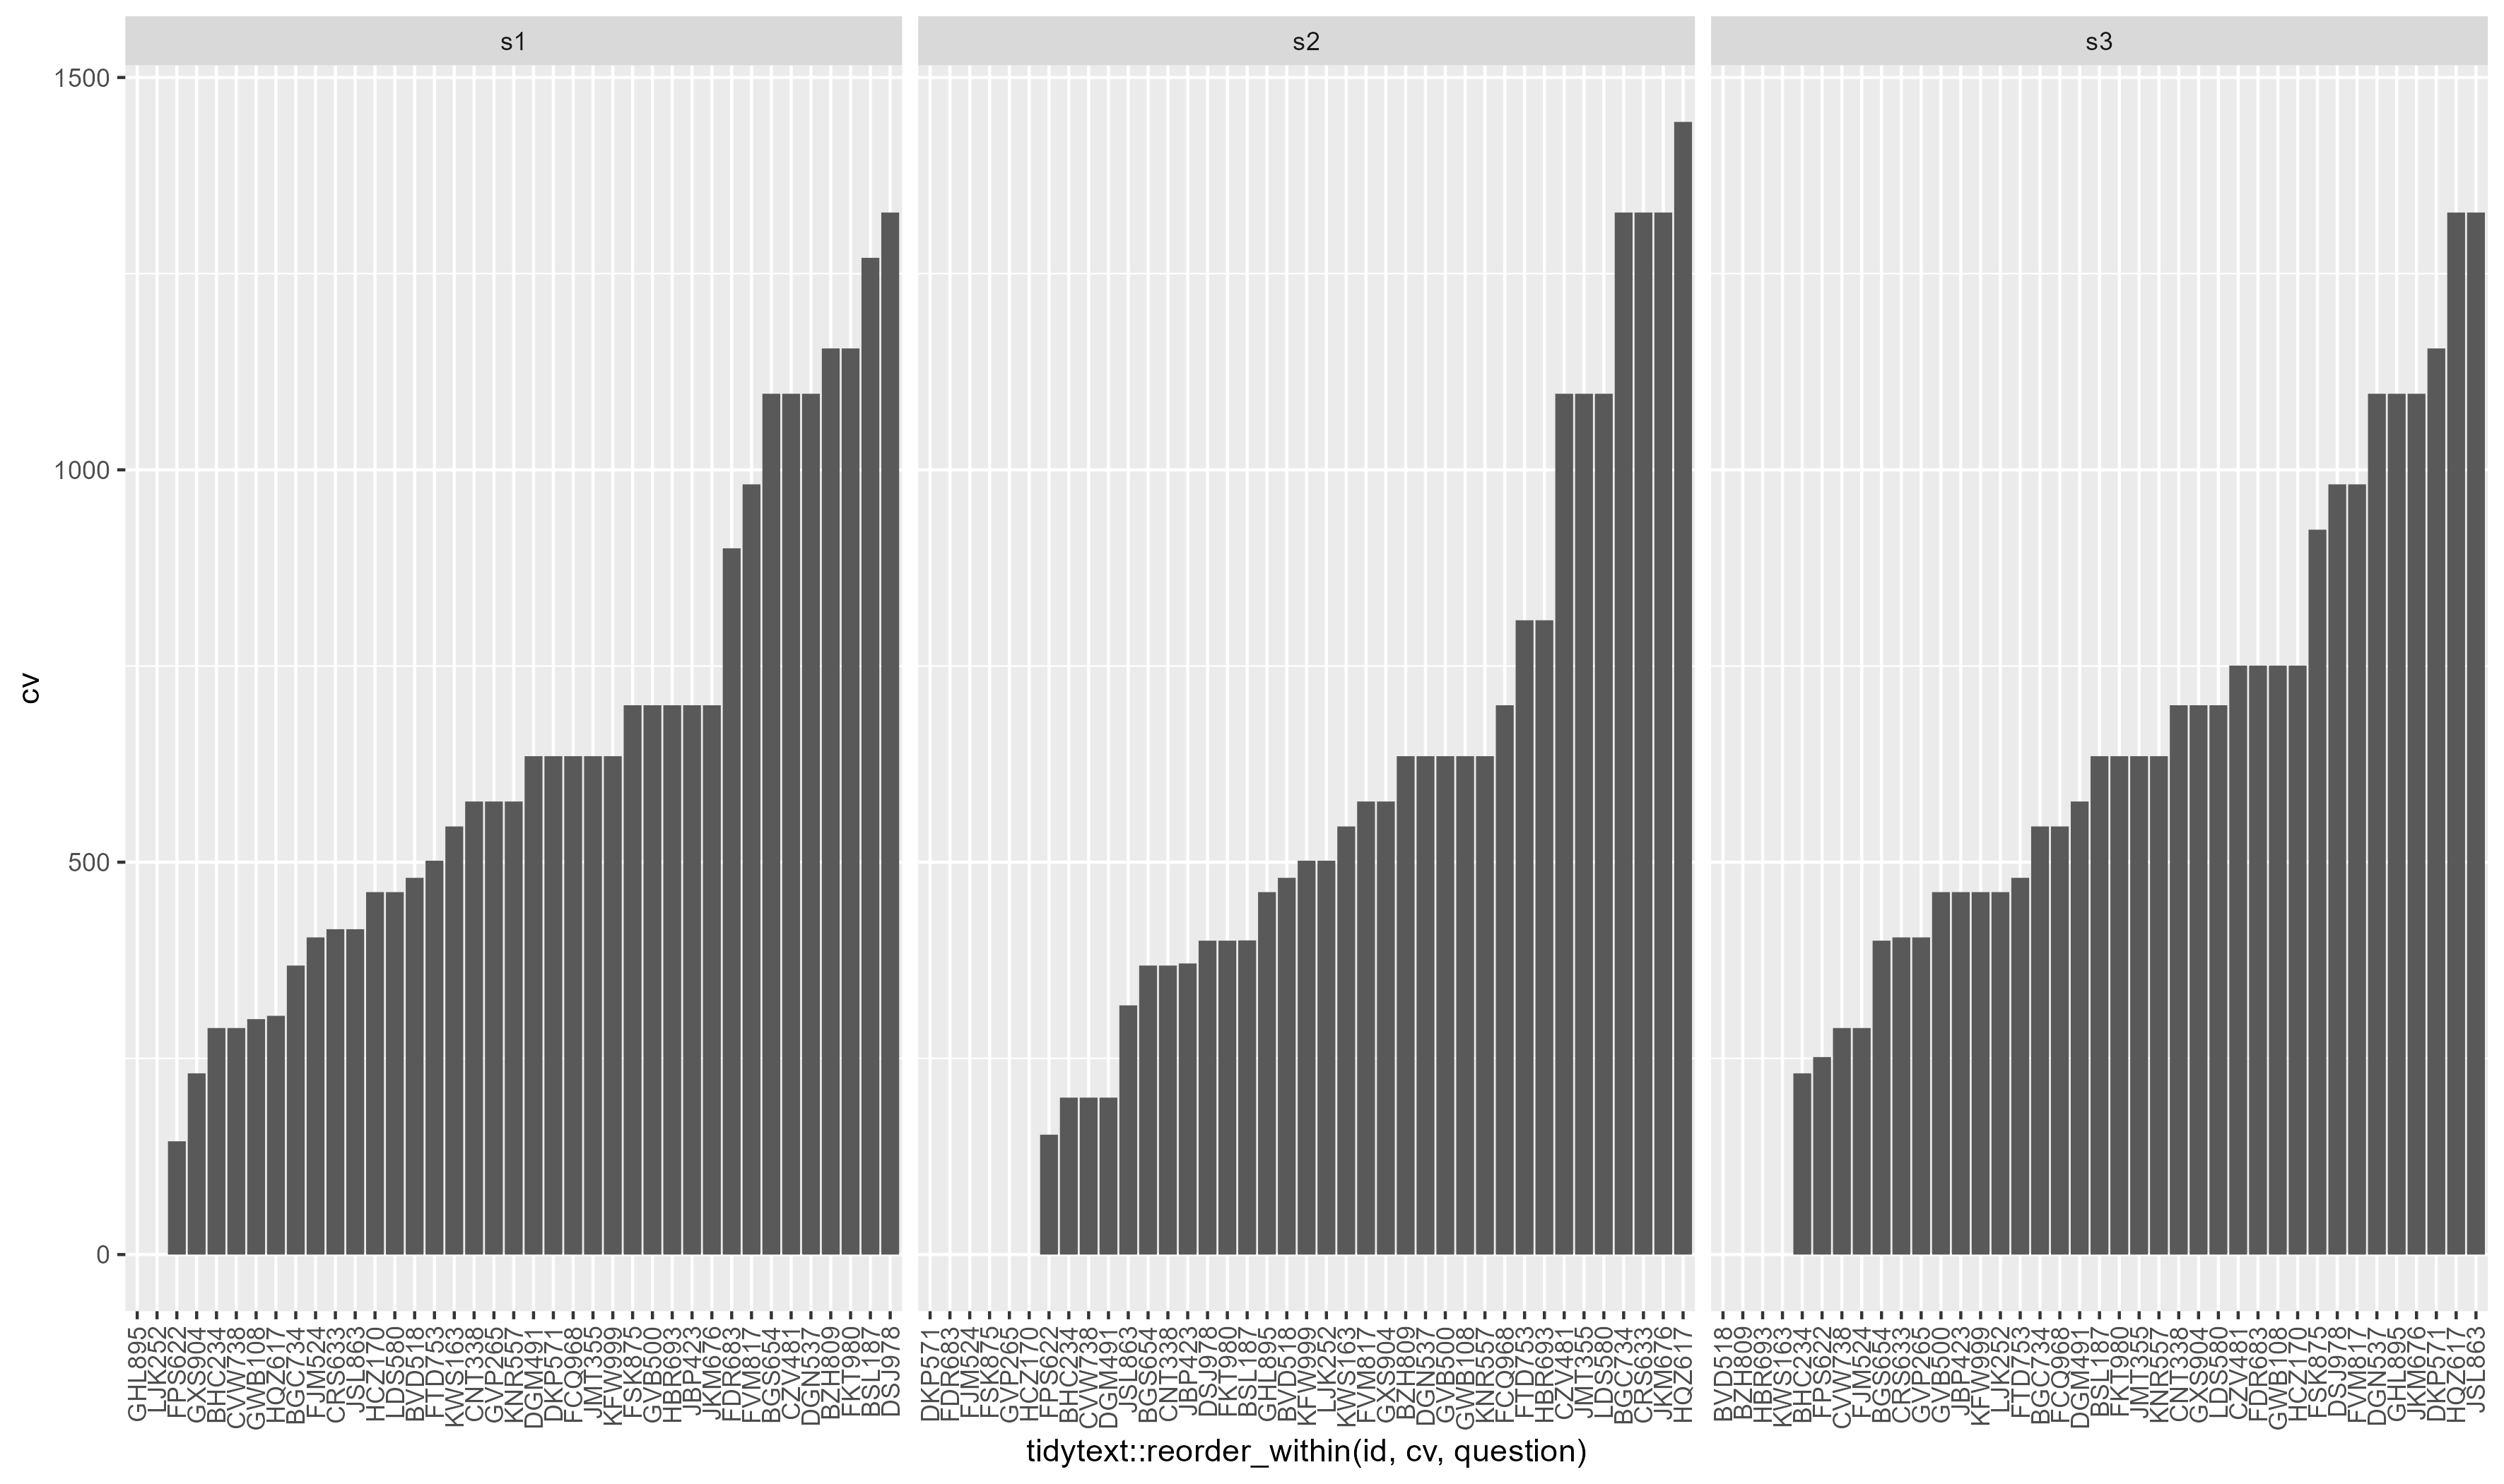 s1 s2 s3
1500
1000
500
0
cv
GHL895 LJK252 FPS622 GXS904 BHC234 CVW738 GWB108 HQZ617 BGC734 FJM524 CRS633 JSL863 HCZ170 LDS580 BVD518 FTD753 KWS163 CNT338 GVP265 KNR557 DGM491 DKP571 FCQ968 JMT355 KFW999 FSK875 GVB500 HBR693 JBP423 JKM676 FDR683 FVM817 BGS654 CZV481 DGN537 BZH809 FKT980 BSL187 DSJ978
DKP571 FDR683 FJM524 FSK875 GVP265 HCZ170 FPS622 BHC234 CVW738 DGM491 JSL863 BGS654 CNT338 JBP423 DSJ978 FKT980 BSL187 GHL895 BVD518 KFW999 LJK252 KWS163 FVM817 GXS904 BZH809 DGN537 GVB500 GWB108 KNR557 FCQ968 FTD753 HBR693 CZV481 JMT355 LDS580 BGC734 CRS633 JKM676 HQZ617
BVD518 BZH809 HBR693 KWS163 BHC234 FPS622 CVW738 FJM524 BGS654 CRS633 GVP265 GVB500 JBP423 KFW999 LJK252 FTD753 BGC734 FCQ968 DGM491 BSL187 FKT980 JMT355 KNR557 CNT338 GXS904 LDS580 CZV481 FDR683 GWB108 HCZ170 FSK875 DSJ978 FVM817 DGN537 GHL895 JKM676 DKP571 HQZ617 JSL863
tidytext::reorder_within(id, cv, question)